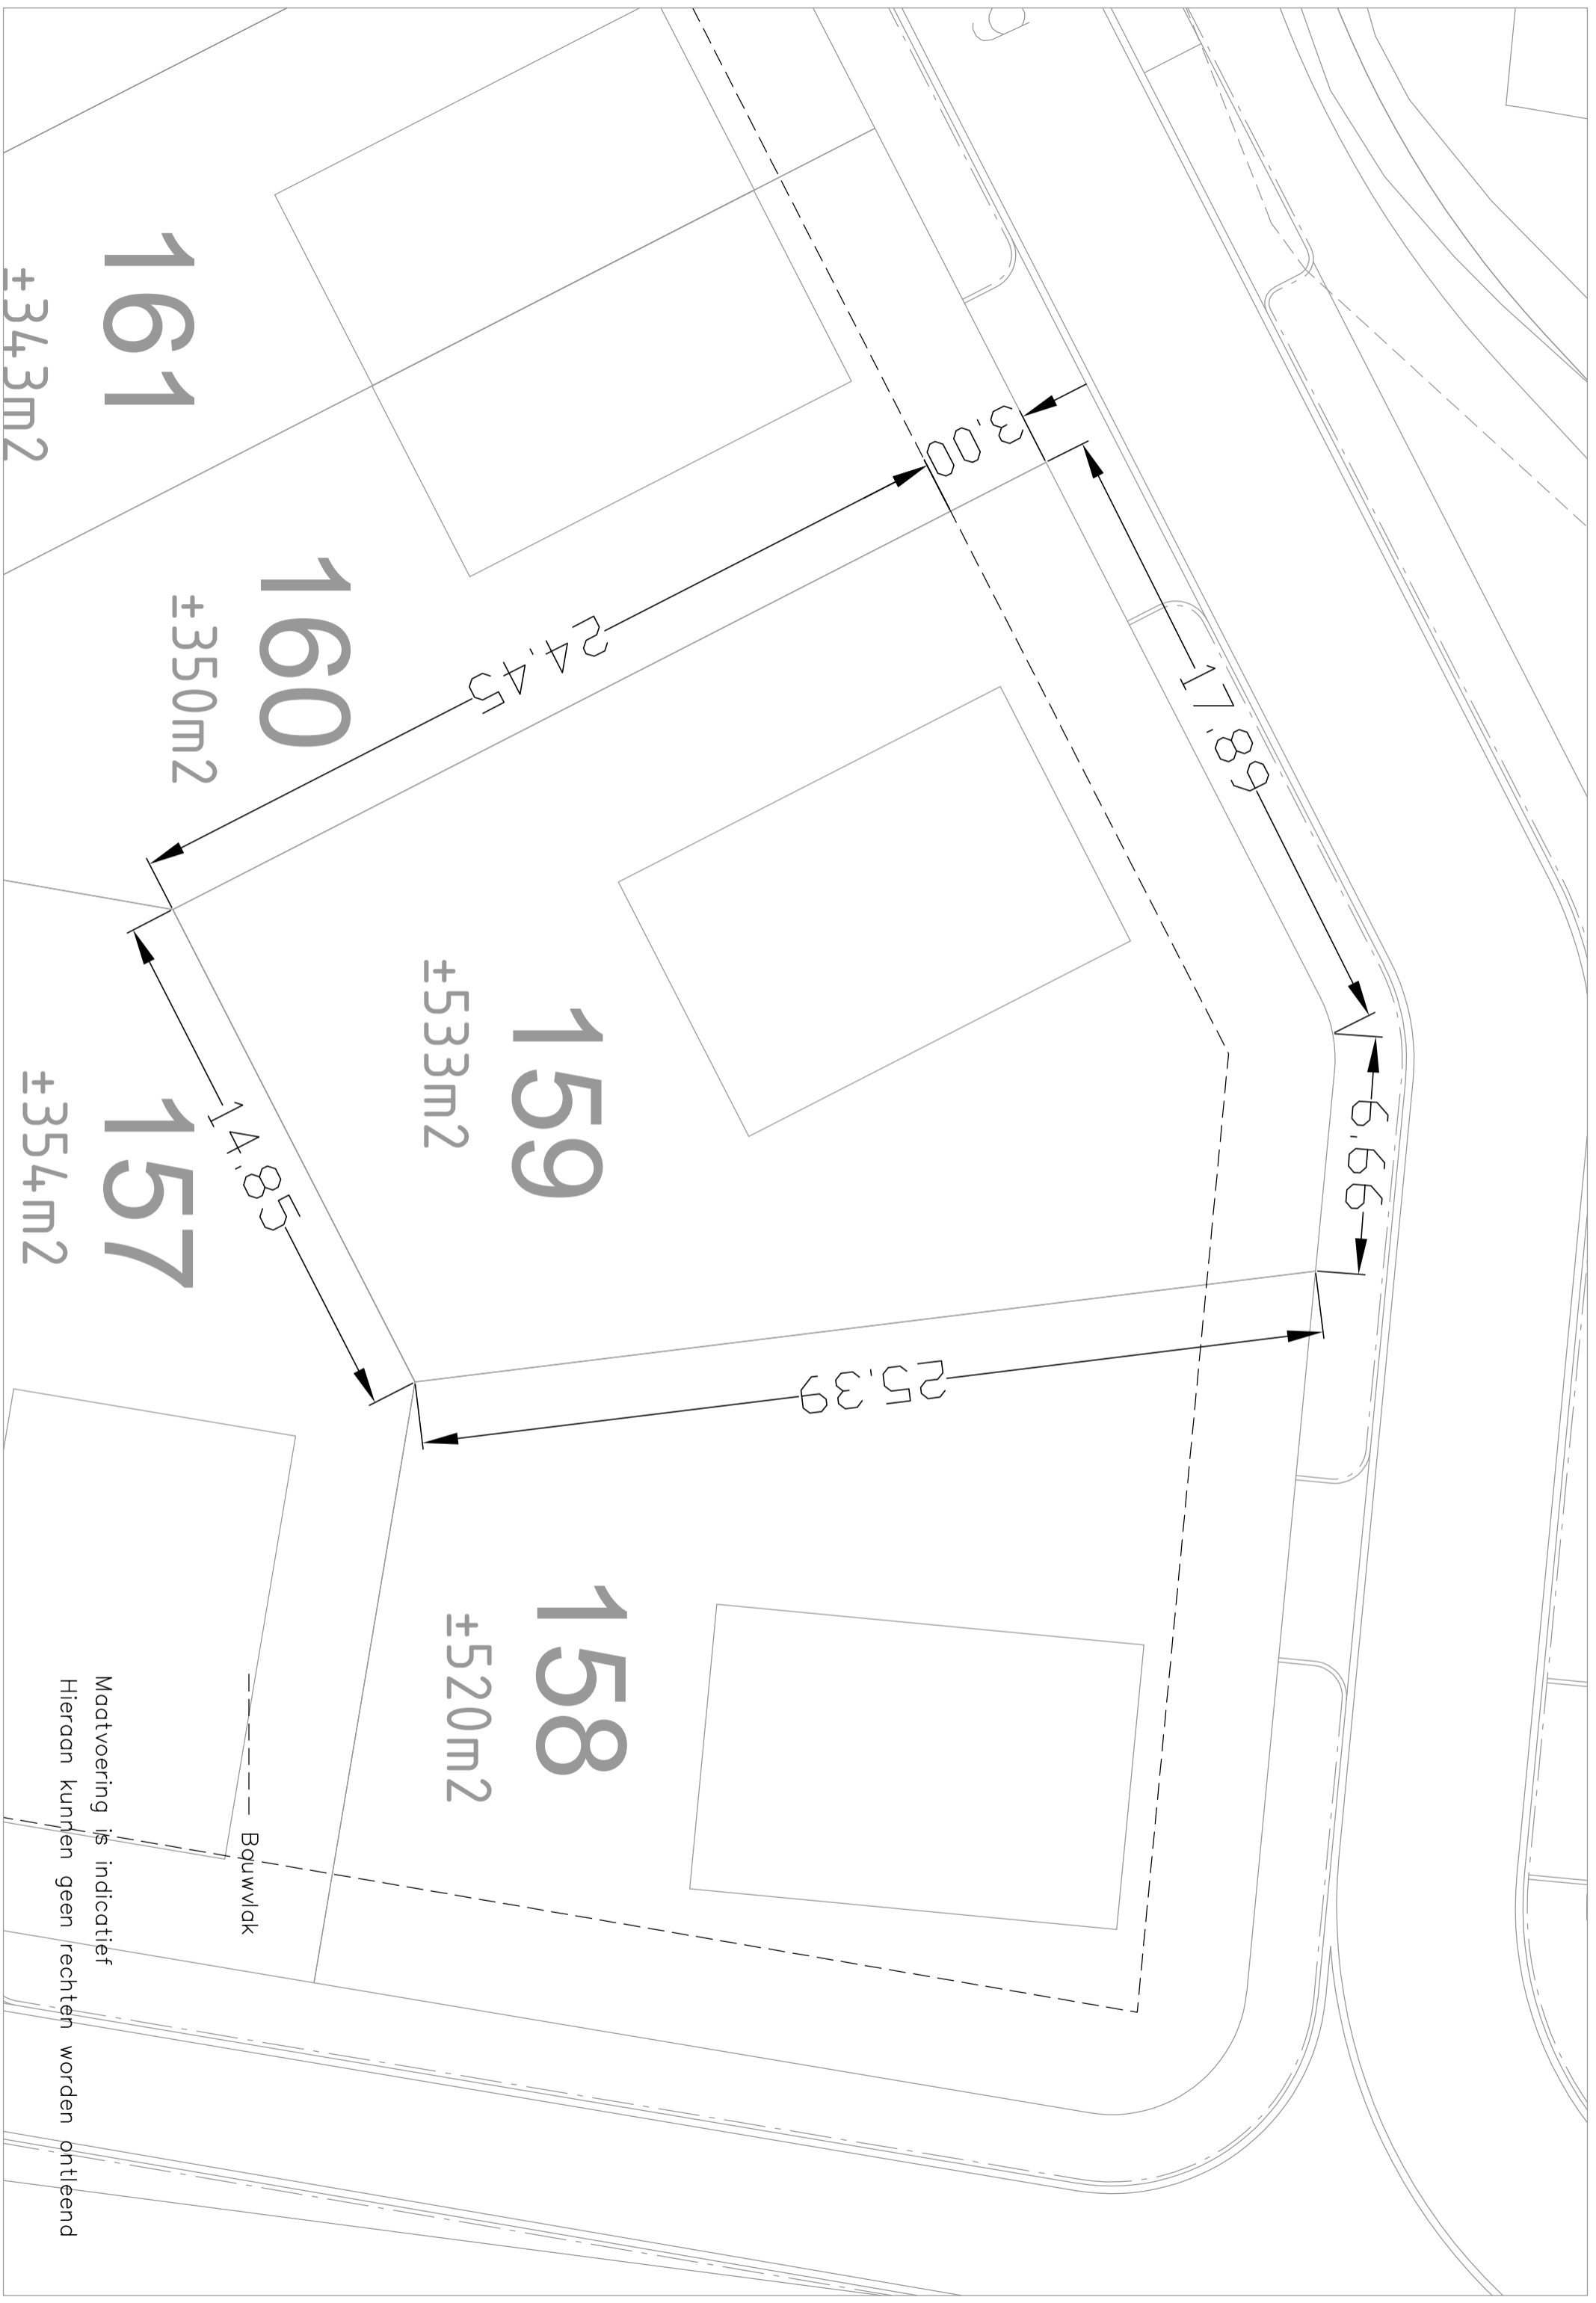 161
±343m2
160
±350m2
159
±533m2
157
±354m2
158
±520m2
3,00
24,45
17,89
6,66
14,85
25,39
Bouwvlak
Maatvoering is indicatief
Hieraan kunnen geen rechten worden ontleend